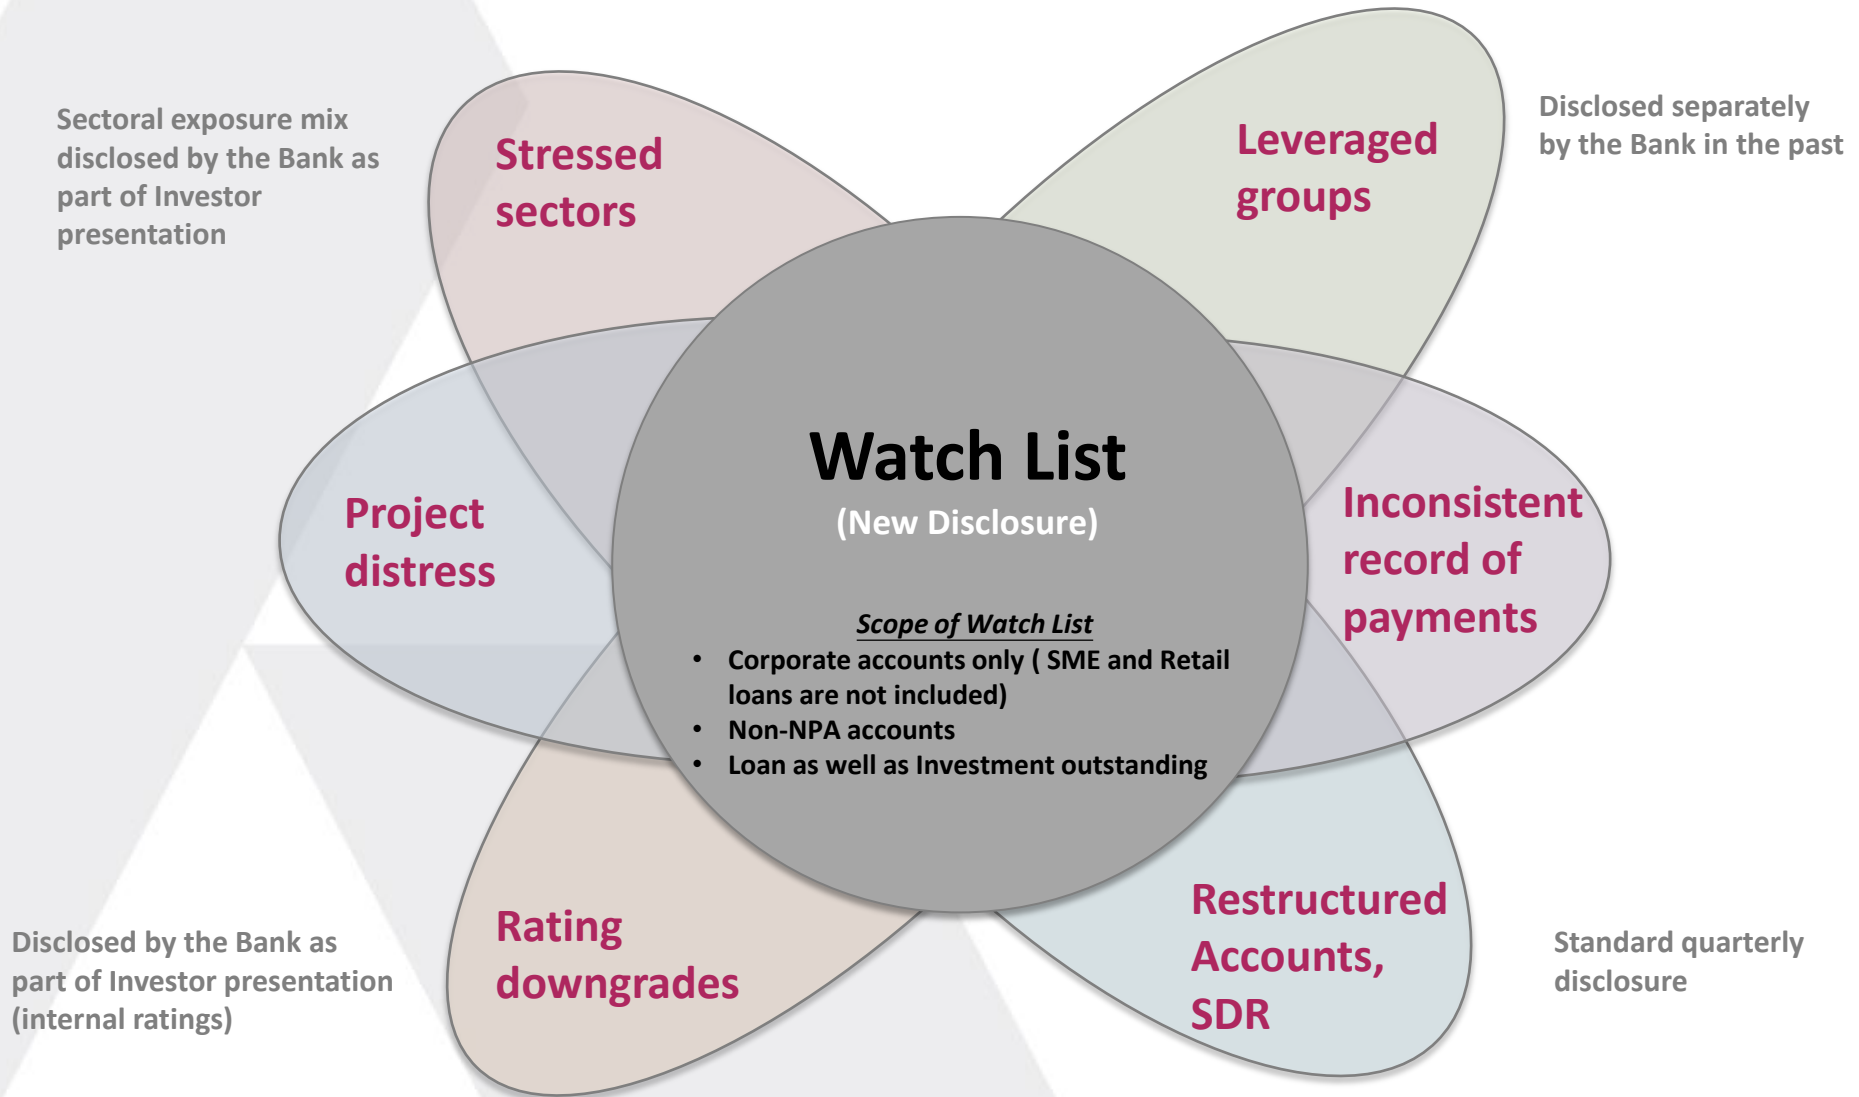 Sectoral exposure mix
disclosed by the Bank as
part of Investor
presentation
Stressed
sectors
Leveraged
groups
Disclosed separately
by the Bank in the past
Project
distress
Watch List
(New Disclosure)
Scope of Watch List
• Corporate accounts only ( SME and Retail
loans are not included)
• Non-NPA accounts
• Loan as well as Investment outstanding
Inconsistent
record of
payments
Disclosed by the Bank as
part of Investor presentation
(internal ratings)
Rating
downgrades
Restructured
Accounts,
SDR
Standard quarterly
disclosure